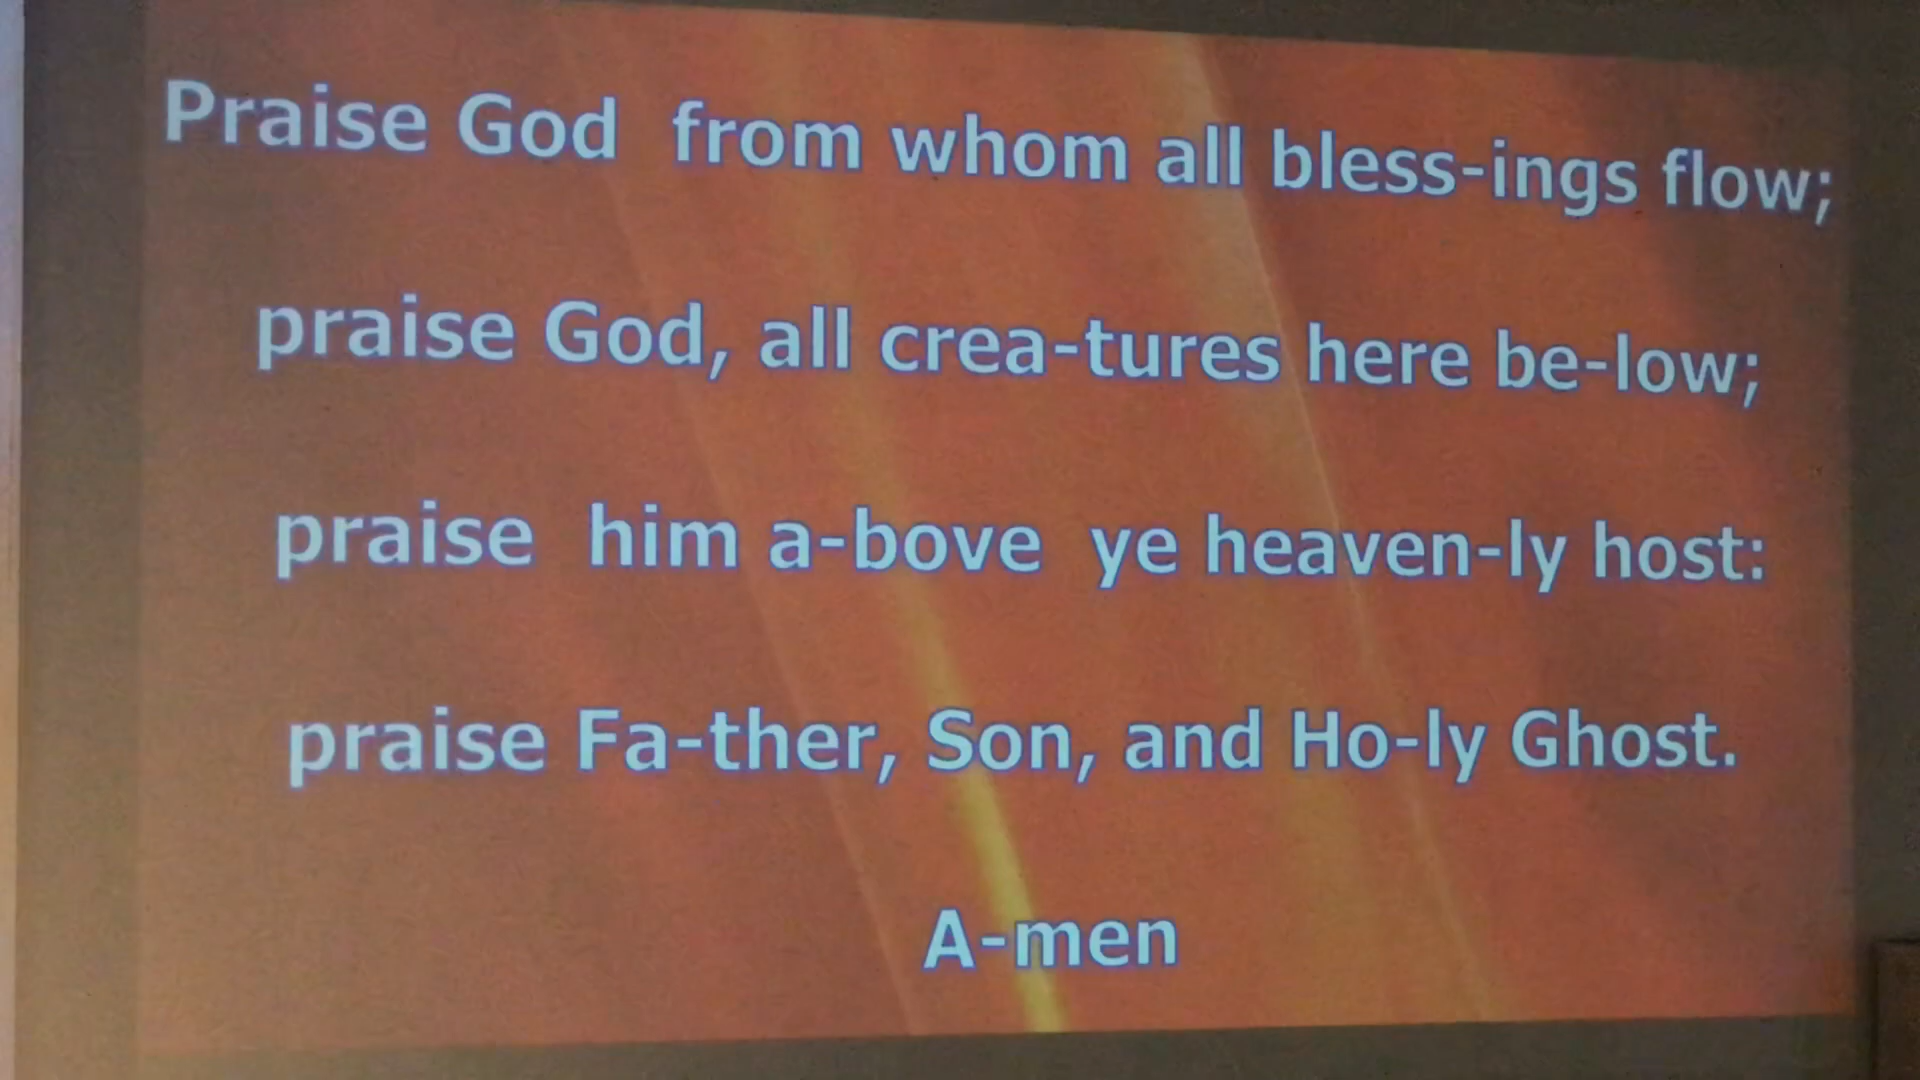 Praise God from whom all bless-ings flow;
praise God, all crea-tures here be-low;
praise him a-bove ye heaven-ly host:
praise Fa-ther, Son, and Ho-ly Ghost.
A-men